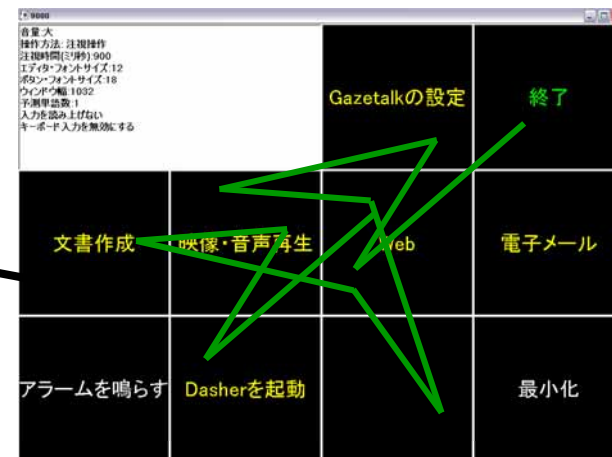 9000
音量:大
操作方法: 注視操作
注視時間(ミリ秒):900
エディタ・フォントサイズ:12
ボタン・フォントサイズ:18
ウィンドウ幅:1032
予測単語数:1
入力を読み上げない
キーボード入力を無効にする
Gazetalkの設定
終了
文書作成
映像・音声再生
Web
電子メール
アラームを鳴らす
Dasherを起動
最小化